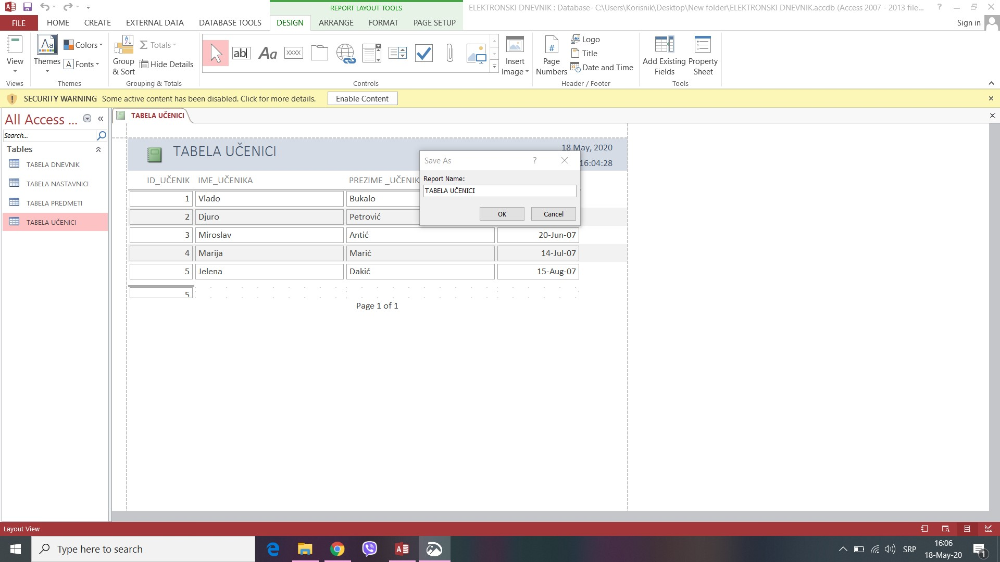 REPORT LAYOUT TOOLS
ELEKTRONSKI DNEVNIK : Database- C:\Users\Korisnik\Desktop\New folder\ELEKTRONSKI DNEVNIK.accdb (Access 2007 - 2013 file...
FILE HOME CREATE EXTERNAL DATA DATABASE TOOLS DESIGN ARRANGE FORMAT PAGE SETUP Sign in
View
Views
Themes
Colors
Fonts
Themes
Group & Sort
Totals
Hide Details
Grouping & Totals
ab|
Aa
XXXX
Controls
Insert Image
Page Numbers
Logo
Title
Date and Time
Header / Footer
Add Existing Fields
Property Sheet
Tools
SECURITY WARNING Some active content has been disabled. Click for more details. Enable Content
All Access ...
Search...
Tables
TABELA DNEVNIK
TABELA NASTAVNICI
TABELA PREDMETI
TABELA UČENICI
TABELA UČENICI
TABELA UČENICI
18 May, 2020
16:04:28
ID_UČENIK IME_UČENIKA PREZIME _UČENIK
1 Vlado Bukalo
2 Djuro Petrović
3 Miroslav Antić 20-Jun-07
4 Marija Marić 14-Jul-07
5 Jelena Dakić 15-Aug-07
5
Page 1 of 1
Save As
Report Name:
TABELA UČENICI
OK Cancel
Layout View
Type here to search
SRP
16:06
18-May-20
1